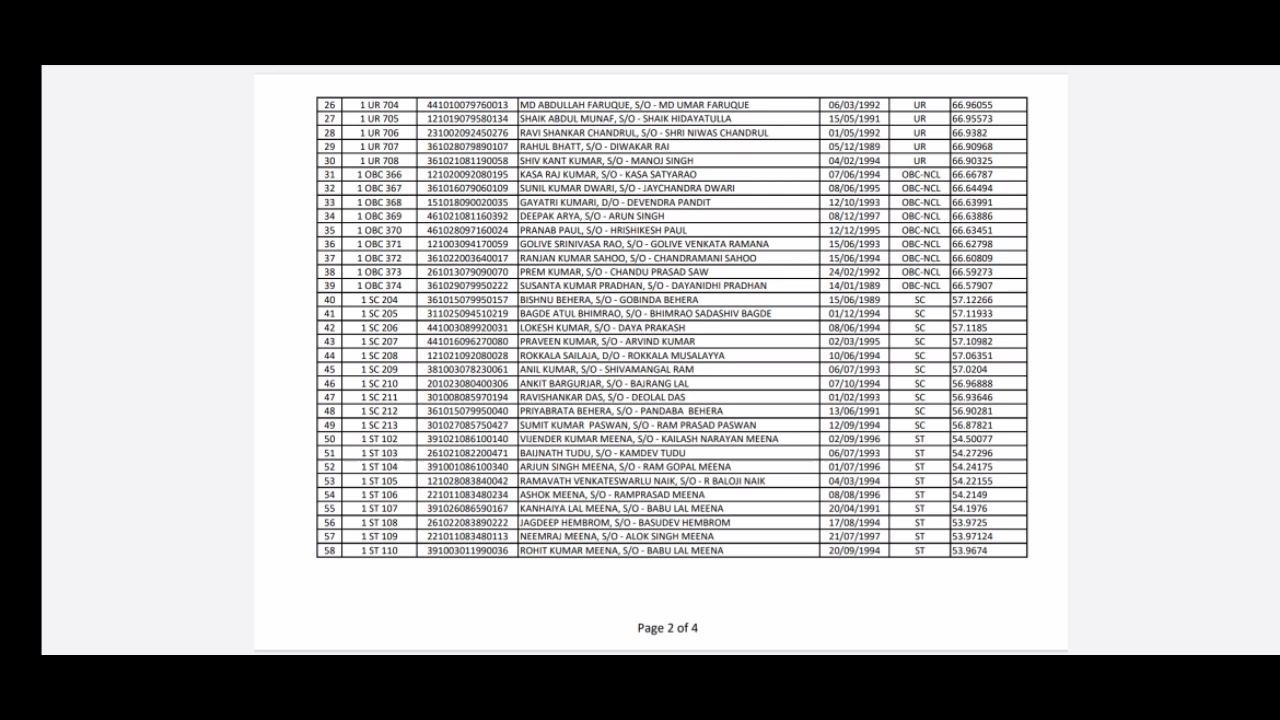 26 1 UR 704 441010079760013 MD ABDULLAH FARUQUE, S/O - MD UMAR FARUQUE 06/03/1992 UR 66.96055
27 1 UR 705 121019079580134 SHAIK ABDUL MUNAF, S/O - SHAIK HIDAYATULLA 15/05/1991 UR 66.95573
28 1 UR 706 231002092450276 RAVI SHANKAR CHANDRUL, S/O - SHRI NIWAS CHANDRUL 01/05/1992 UR 66.9382
29 1 UR 707 361028079890107 RAHUL BHATT, S/O - DIWAKAR RAI 05/12/1989 UR 66.90968
30 1 UR 708 361021081190058 SHIV KANT KUMAR, S/O - MANOJ SINGH 04/02/1994 UR 66.90325
31 1 OBC 366 121020092080195 KASA RAJ KUMAR, S/O - KASA SATYARAO 07/06/1994 OBC-NCL 66.66787
32 1 OBC 367 361016079060109 SUNIL KUMAR DWARI, S/O - JAYCHANDRA DWARI 08/06/1995 OBC-NCL 66.64494
33 1 OBC 368 151018090020035 GAYATRI KUMARI, D/O - DEVENDRA PANDIT 12/10/1993 OBC-NCL 66.63991
34 1 OBC 369 461021081160392 DEEPAK ARYA, S/O - ARUN SINGH 08/12/1997 OBC-NCL 66.63886
35 1 OBC 370 461028097160024 PRANAB PAUL, S/O - HRISHIKESH PAUL 12/12/1995 OBC-NCL 66.63451
36 1 OBC 371 121003094170059 GOLIVE SRINIVASA RAO, S/O - GOLIVE VENKATA RAMANA 15/06/1993 OBC-NCL 66.62798
37 1 OBC 372 361022003640017 RANJAN KUMAR SAHOO, S/O - CHANDRAMANI SAHOO 15/06/1994 OBC-NCL 66.60809
38 1 OBC 373 261013079090070 PREM KUMAR, S/O - CHANDU PRASAD SAW 24/02/1992 OBC-NCL 66.59273
39 1 OBC 374 361029079950222 SUSANTA KUMAR PRADHAN, S/O - DAYANIDHI PRADHAN 14/01/1989 OBC-NCL 66.57907
40 1 SC 204 361015079950157 BISHNU BEHERA, S/O - GOBINDA BEHERA 15/06/1989 SC 57.12266
41 1 SC 205 311025094510219 BAGDE ATUL BHIMRAO, S/O - BHIMRAO SADASHIV BAGDE 01/12/1994 SC 57.11933
42 1 SC 206 441003089920031 LOKESH KUMAR, S/O - DAYA PRAKASH 08/06/1994 SC 57.1185
43 1 SC 207 441016096270080 PRAVEEN KUMAR, S/O - ARVIND KUMAR 02/03/1995 SC 57.10982
44 1 SC 208 121021092080028 ROKKALA SAILAJA, D/O - ROKKALA MUSALAYYA 10/06/1994 SC 57.06351
45 1 SC 209 381003078230061 ANIL KUMAR, S/O - SHIVAMANGAL RAM 06/07/1993 SC 57.0204
46 1 SC 210 201023080400306 ANKIT BARGURJAR, S/O - BAJRANG LAL 07/10/1994 SC 56.96888
47 1 SC 211 301008085970194 RAVISHANKAR DAS, S/O - DEOLAL DAS 01/02/1993 SC 56.93646
48 1 SC 212 361015079950040 PRIYABRATA BEHERA, S/O - PANDABA BEHERA 13/06/1991 SC 56.90281
49 1 SC 213 301027085750427 SUMIT KUMAR PASWAN, S/O - RAM PRASAD PASWAN 12/09/1994 SC 56.87821
50 1 ST 102 391021086100140 VIJENDER KUMAR MEENA, S/O - KAILASH NARAYAN MEENA 02/09/1996 ST 54.50077
51 1 ST 103 261021082200471 BAIJNATH TUDU, S/O - KAMDEV TUDU 06/07/1993 ST 54.27296
52 1 ST 104 391001086100340 ARJUN SINGH MEENA, S/O - RAM GOPAL MEENA 01/07/1996 ST 54.24175
53 1 ST 105 121028083840042 RAMAVATH VENKATESWARLU NAIK, S/O - R BALOJI NAIK 04/03/1994 ST 54.22155
54 1 ST 106 221011083480234 ASHOK MEENA, S/O - RAMPRASAD MEENA 08/08/1996 ST 54.2149
55 1 ST 107 391026086590167 KANHAIYA LAL MEENA, S/O - BABU LAL MEENA 20/04/1991 ST 54.1976
56 1 ST 108 261022083890222 JAGDEEP HEMBROM, S/O - BASUDEV HEMBROM 17/08/1994 ST 53.9725
57 1 ST 109 221011083480113 NEEMRAJ MEENA, S/O - ALOK SINGH MEENA 21/07/1997 ST 53.97124
58 1 ST 110 391003011990036 ROHIT KUMAR MEENA, S/O - BABU LAL MEENA 20/09/1994 ST 53.9674
Page 2 of 4